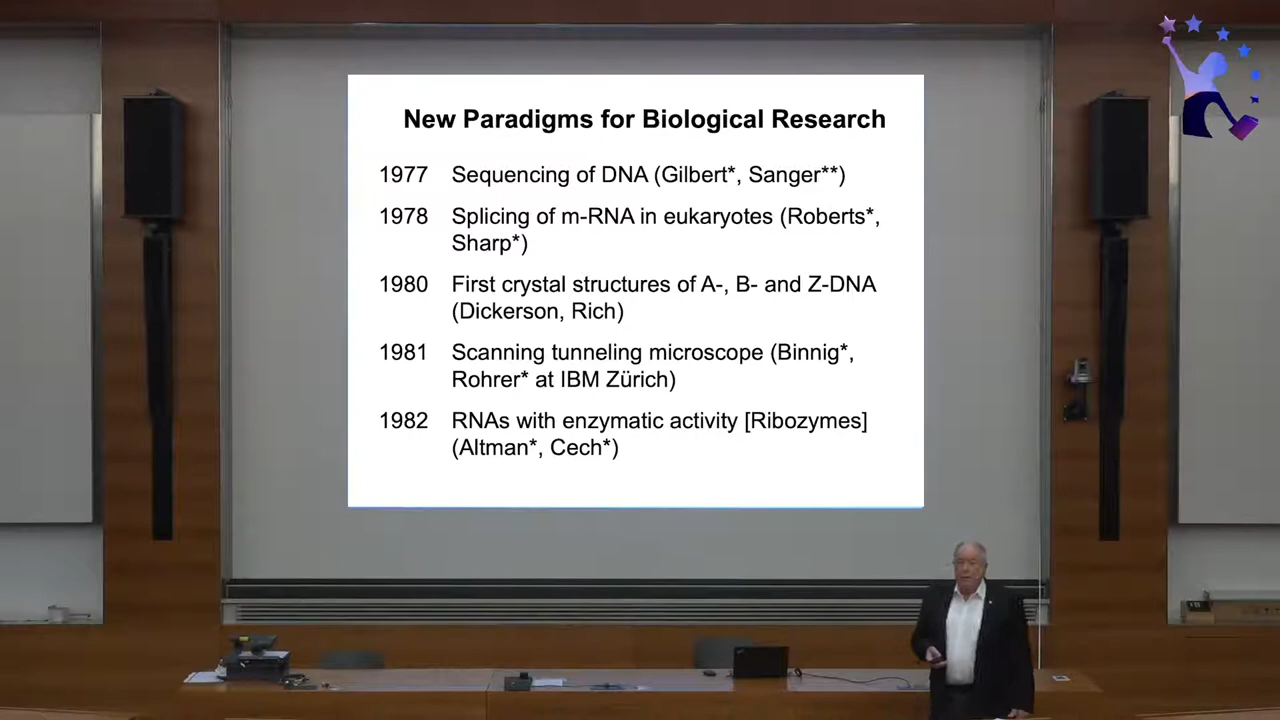 New Paradigms for Biological Research
1977 Sequencing of DNA (Gilbert*, Sanger**)
1978 Splicing of m-RNA in eukaryotes (Roberts*,
Sharp*)
1980 First crystal structures of A-, B- and Z-DNA
(Dickerson, Rich)
1981 Scanning tunneling microscope (Binnig*,
Rohrer* at IBM Zürich)
1982 RNAs with enzymatic activity [Ribozymes]
(Altman*, Cech*)